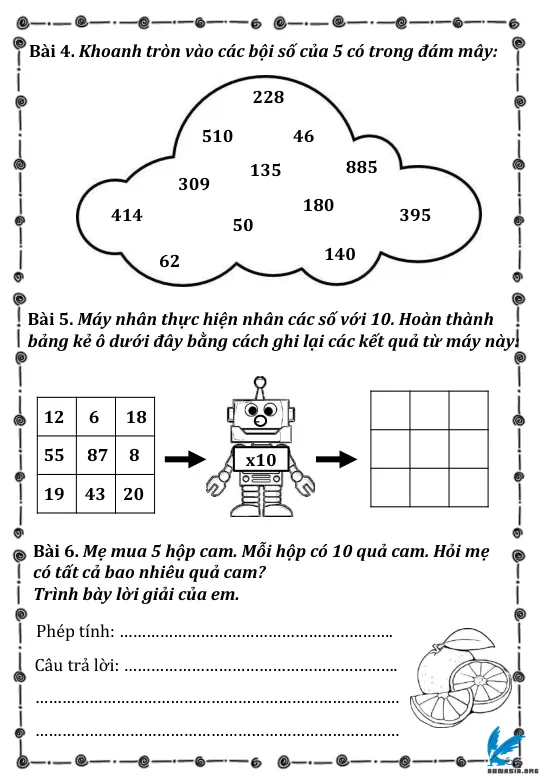 Bài 4. Khoanh tròn vào các bội số của 5 có trong đám mây:
228
510 46
135 885
309
180
414 395
50
140
62
Bài 5. Máy nhân thực hiện nhân các số với 10. Hoàn thành
bảng kẻ ô dưới đây bằng cách ghi lại các kết quả từ máy này.
12 6 18
55 87 8
x10
19 43 20
Bài 6. Mẹ mua 5 hộp cam. Mỗi hộp có 10 quả cam. Hỏi mẹ
có tất cả bao nhiêu quả cam?
Trình bày lời giải của em.
Phép tính: ............................................................
Câu trả lời: ............................................................
................................................................................
................................................................................
ABMASIA.ORG